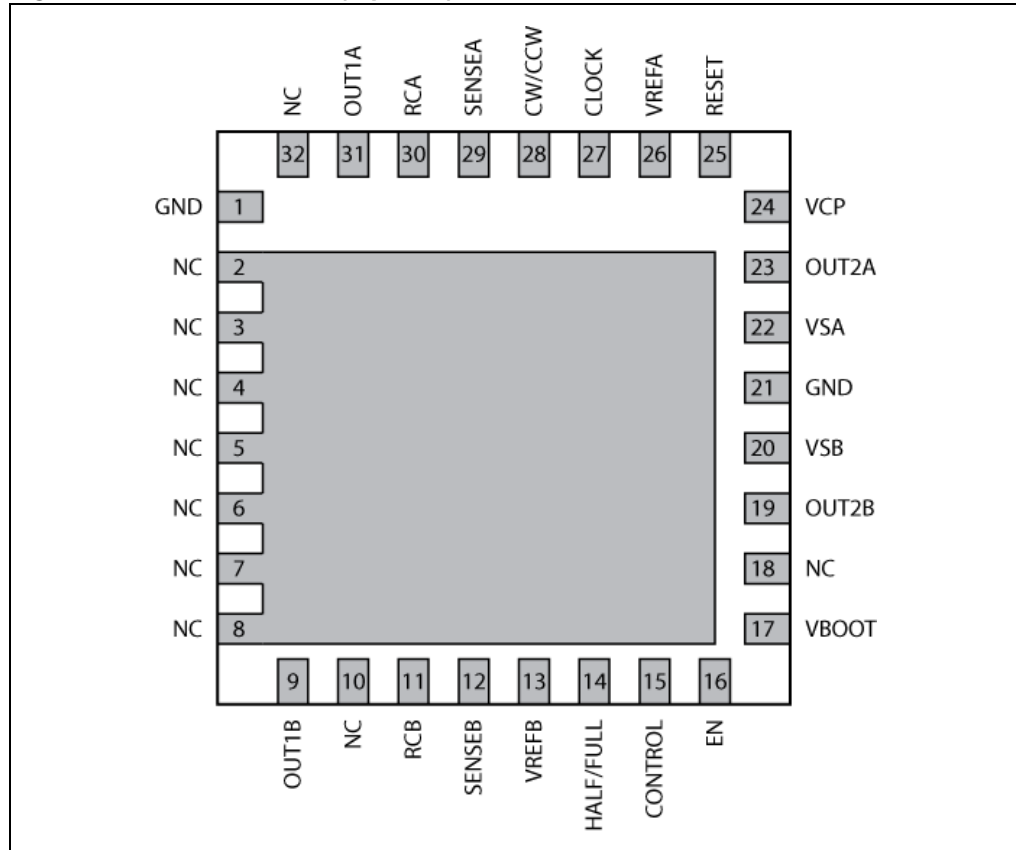 NC
OUT1A
RCA
SENSEA
CW/CCW
CLOCK
VREFA
RESET
32 31 30 29 28 27 26 25
GND 1 24 VCP
NC 2 23 OUT2A
NC 3 22 VSA
NC 4 21 GND
NC 5 20 VSB
NC 6 19 OUT2B
NC 7 18 NC
NC 8 17 VBOOT
9 10 11 12 13 14 15 16
OUT1B
NC
RCB
SENSEB
VREFB
HALF/FULL
CONTROL
EN